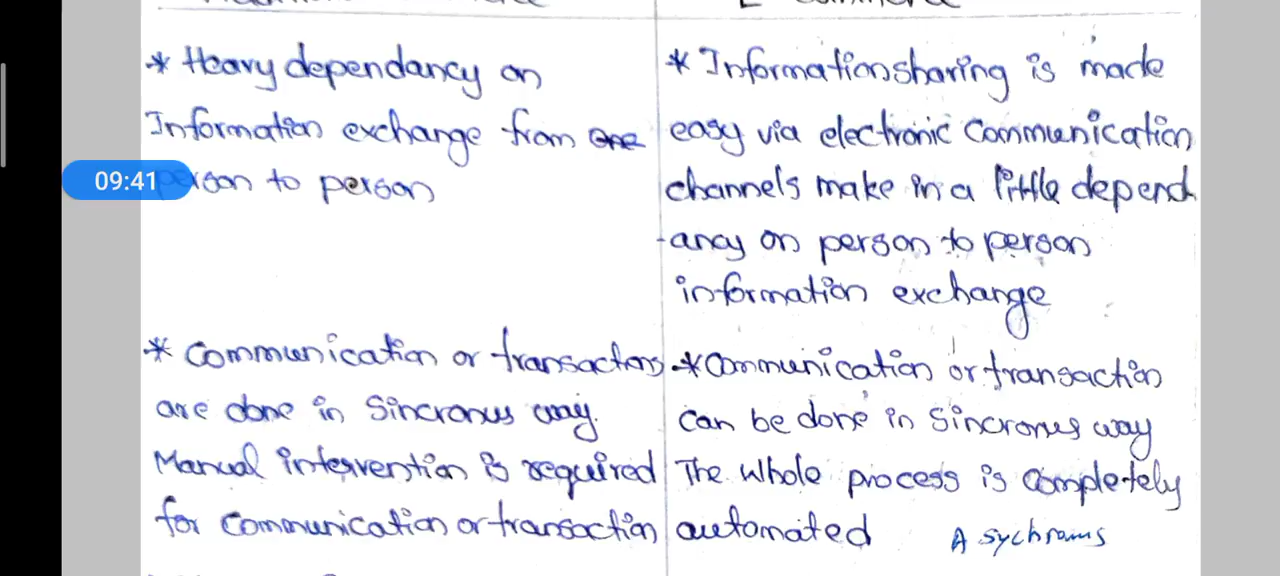 * Heavy dependancy on
Information exchange from one
person to person
* Communication or transactons
are done in Sincronus way.
Manual intervention is required
for communication or transaction
* Information sharing is made
easy via electronic Communication
channels make in a little depend
-ancy on person to person
information exchange
* Communication or transaction
can be done in Sincronus way
The whole process is completely
automated
A sychronus
09:41